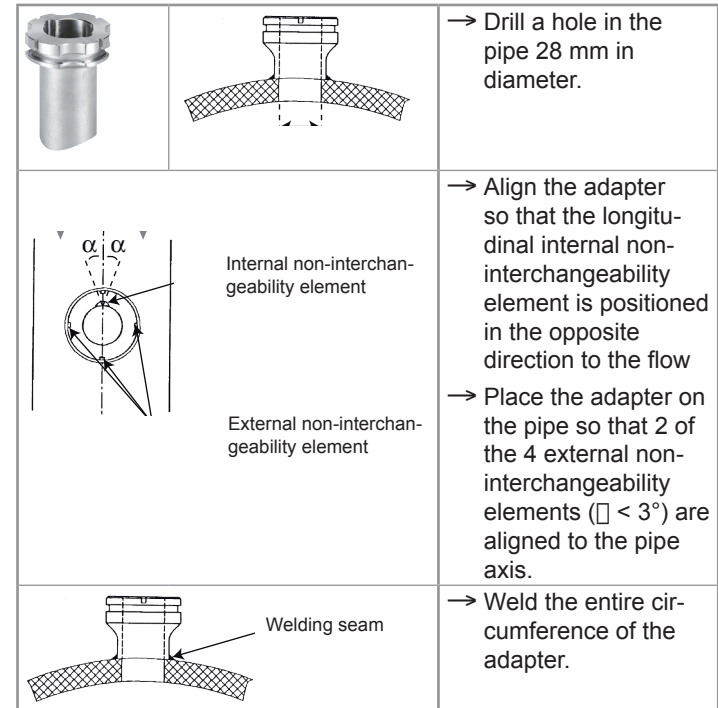 → Drill a hole in the
pipe 28 mm in
diameter.
α α
Internal non-interchan-
geability element
External non-interchan-
geability element
→ Align the adapter
so that the longitu-
dinal internal non-
interchangeability
element is positioned
in the opposite
direction to the flow
→ Place the adapter on
the pipe so that 2 of
the 4 external non-
interchangeability
elements (▯ < 3°) are
aligned to the pipe
axis.
Welding seam
→ Weld the entire cir-
cumference of the
adapter.